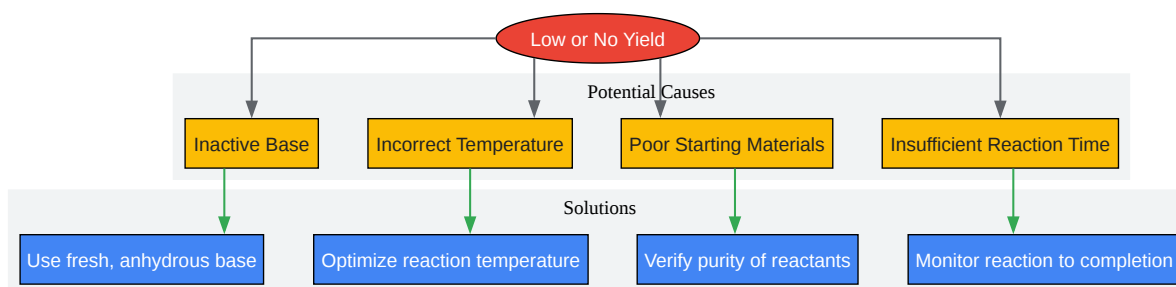 Low or No Yield
Potential Causes
Inactive Base
Incorrect Temperature
Poor Starting Materials
Insufficient Reaction Time
Solutions
Use fresh, anhydrous base
Optimize reaction temperature
Verify purity of reactants
Monitor reaction to completion